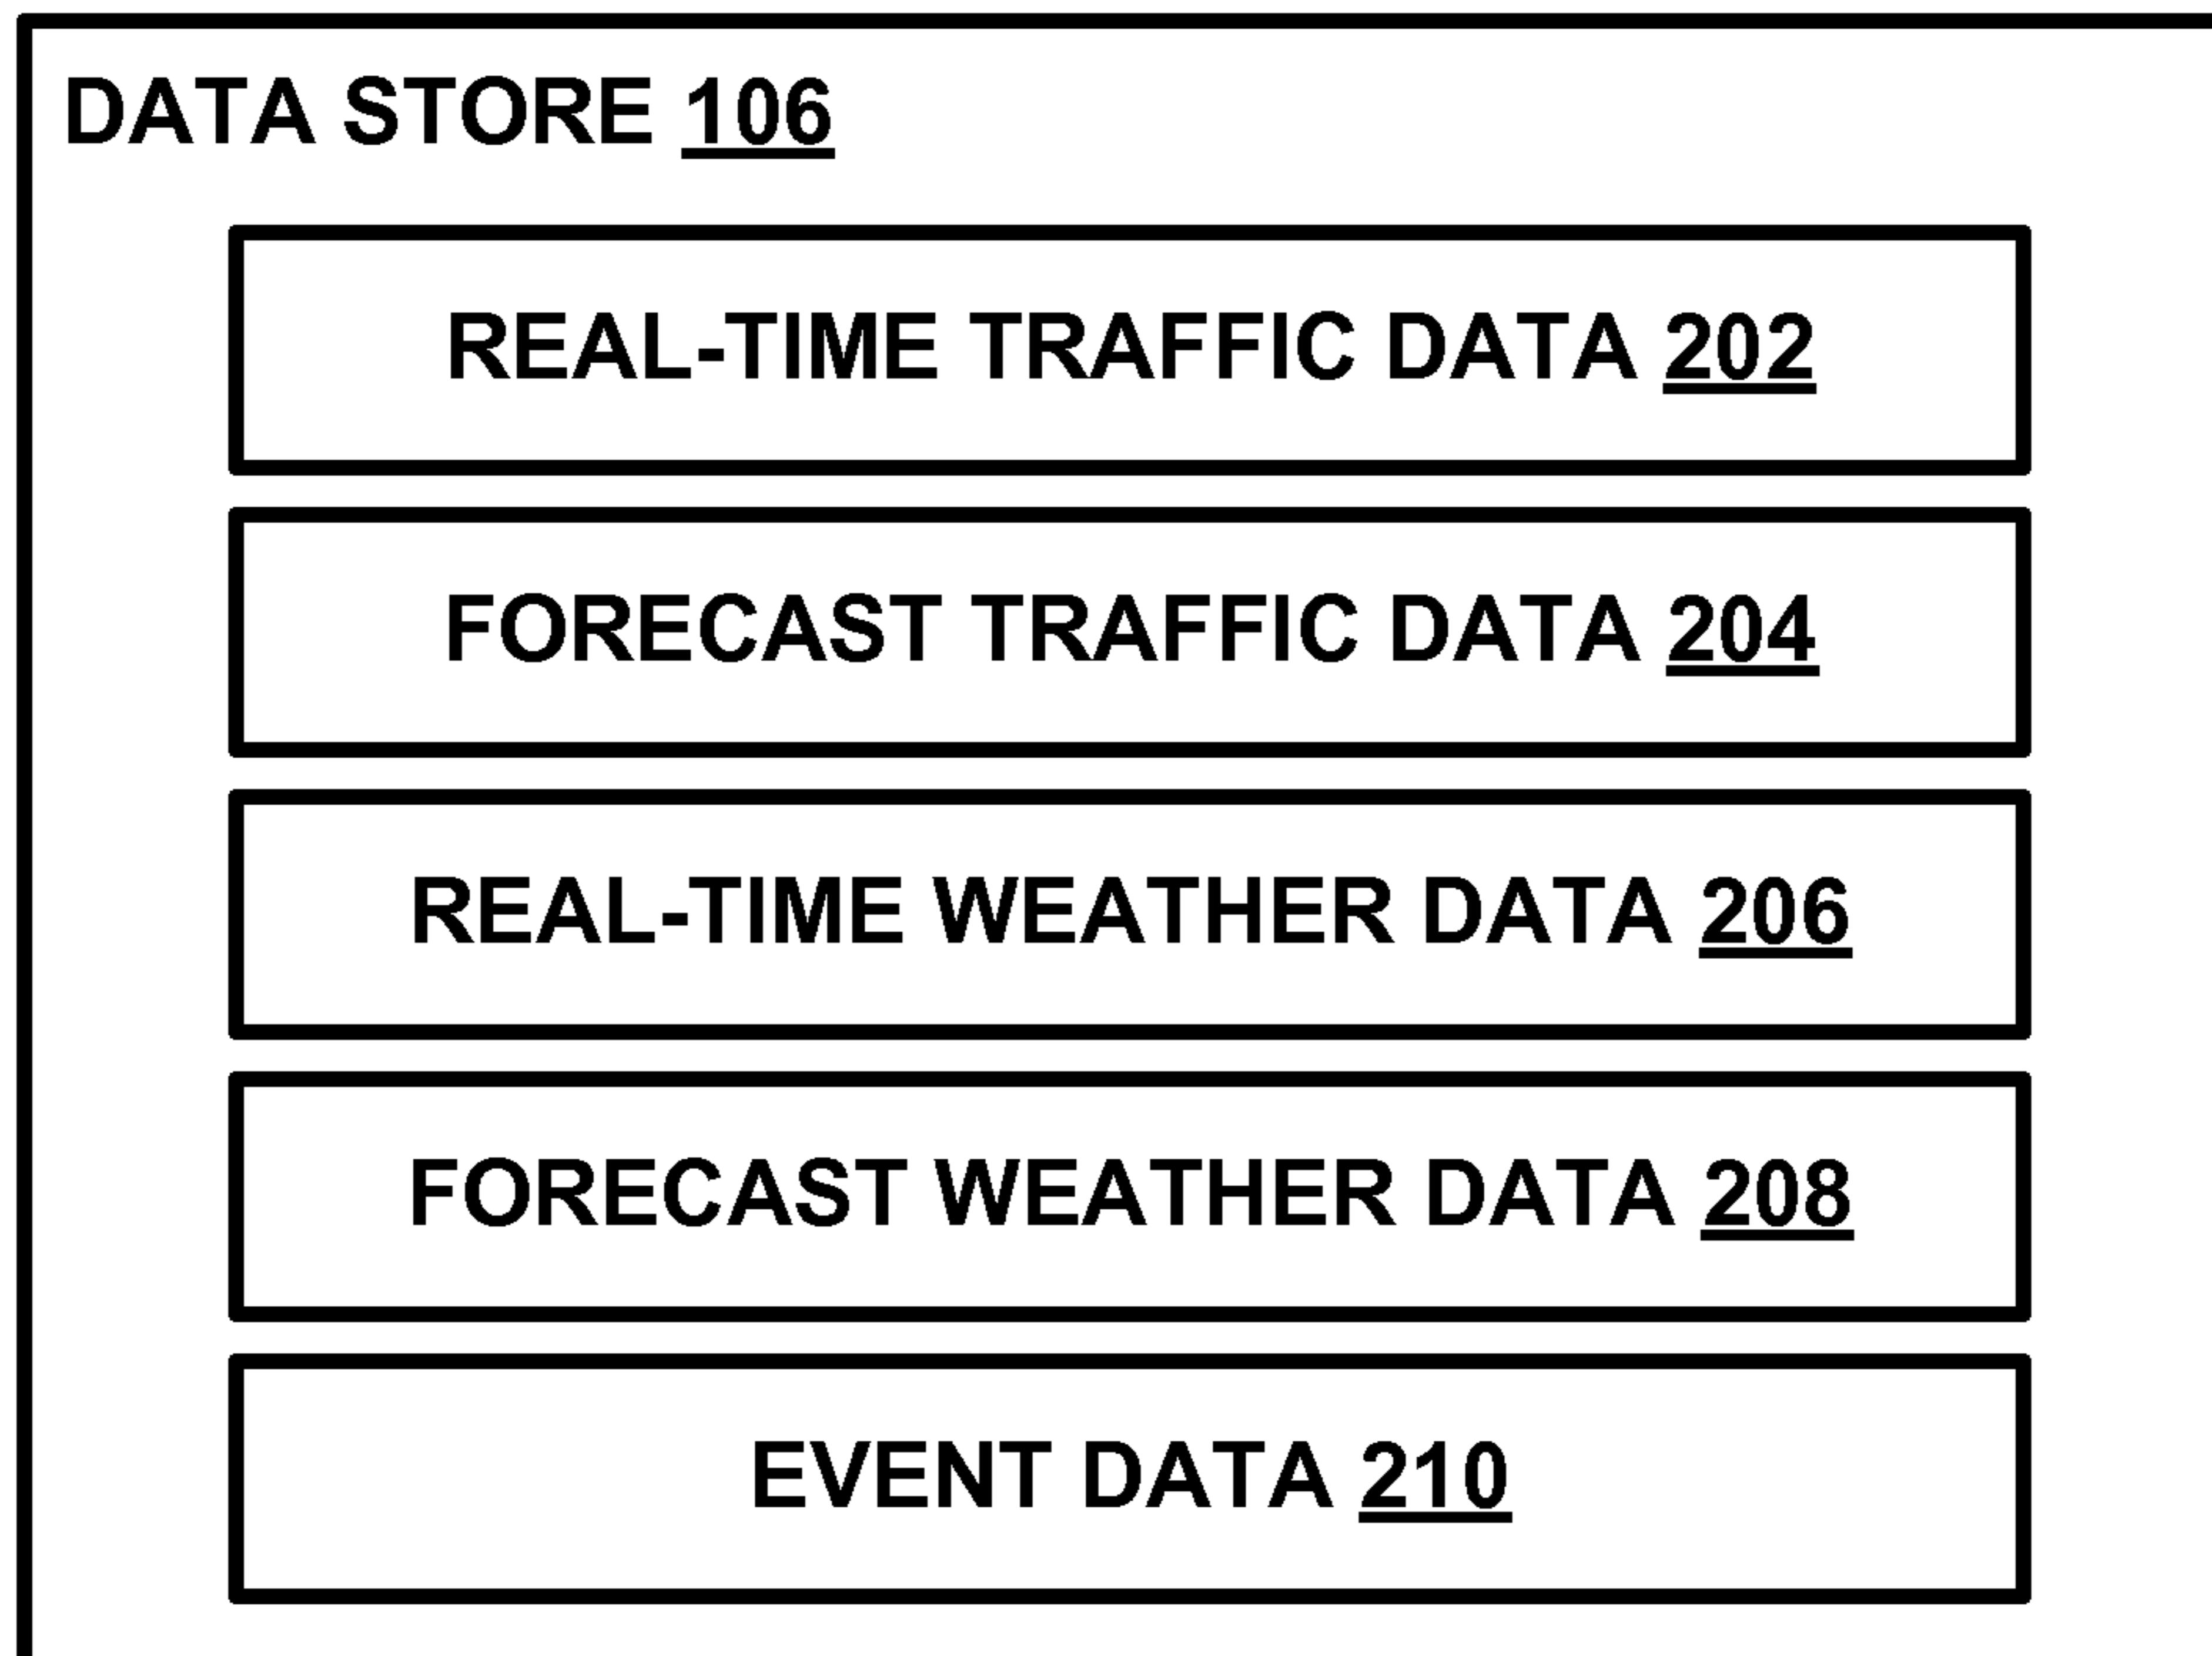 DATA STORE 106
REAL-TIME TRAFFIC DATA 202
FORECAST TRAFFIC DATA 204
REAL-TIME WEATHER DATA 206
FORECAST WEATHER DATA 208
EVENT DATA 210